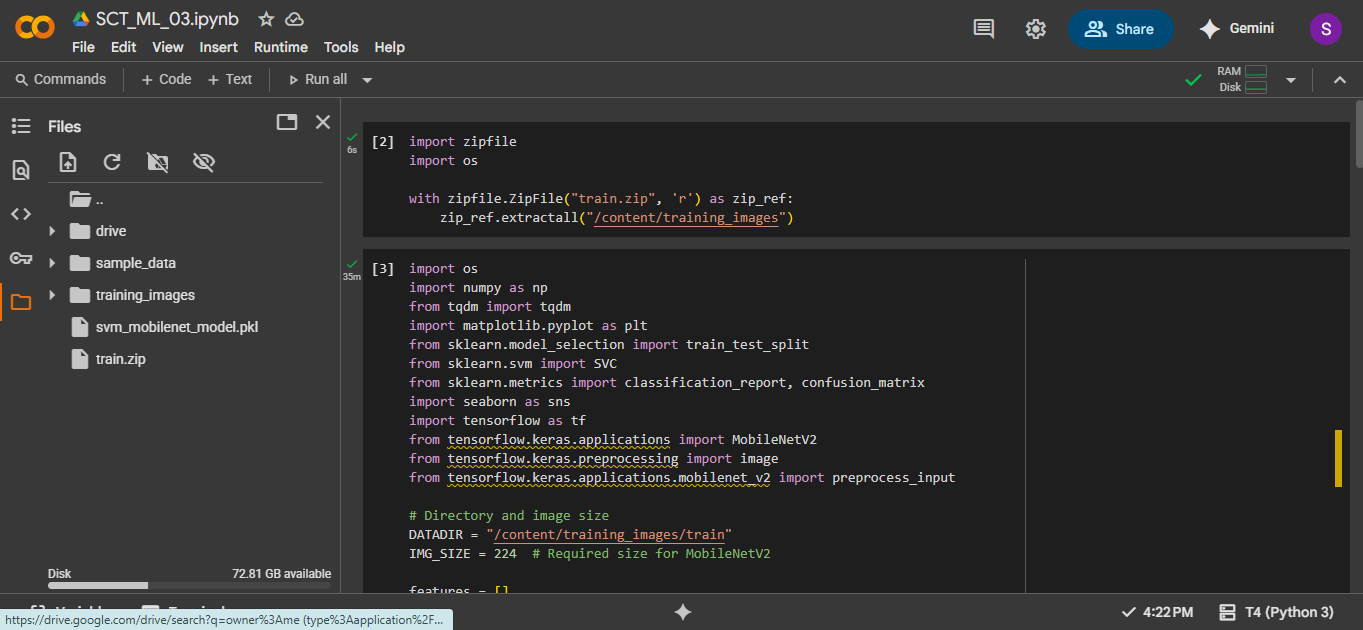 SCT_ML_03.ipynb
File Edit View Insert Runtime Tools Help
Share
Gemini
S
Commands + Code + Text Run all
RAM
Disk
Files
..
drive
sample_data
training_images
svm_mobilenet_model.pkl
train.zip
Disk 72.81 GB available
6s
[2] import zipfile
import os
with zipfile.ZipFile("train.zip", 'r') as zip_ref:
zip_ref.extractall("/content/training_images")
35m
[3] import os
import numpy as np
from tqdm import tqdm
import matplotlib.pyplot as plt
from sklearn.model_selection import train_test_split
from sklearn.svm import SVC
from sklearn.metrics import classification_report, confusion_matrix
import seaborn as sns
import tensorflow as tf
from tensorflow.keras.applications import MobileNetV2
from tensorflow.keras.preprocessing import image
from tensorflow.keras.applications.mobilenet_v2 import preprocess_input
# Directory and image size
DATADIR = "/content/training_images/train"
IMG_SIZE = 224 # Required size for MobileNetV2
features = []
https://drive.google.com/drive/search?q=owner%3Ame (type%3Aapplication%2F...
4:22 PM
T4 (Python 3)